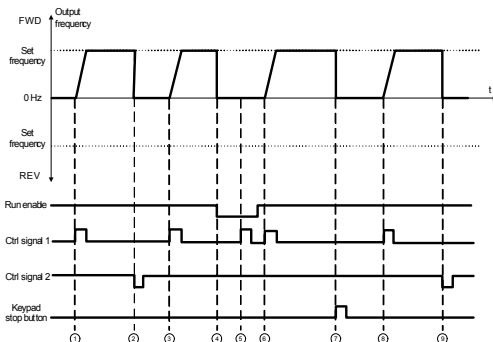 FWD
Output
frequency
Set
frequency
0 Hz
t
Set
frequency
REV
Run enable
Ctrl signal 1
Ctrl signal 2
Keypad
stop button
1 2 3 4 5 6 7 8 9